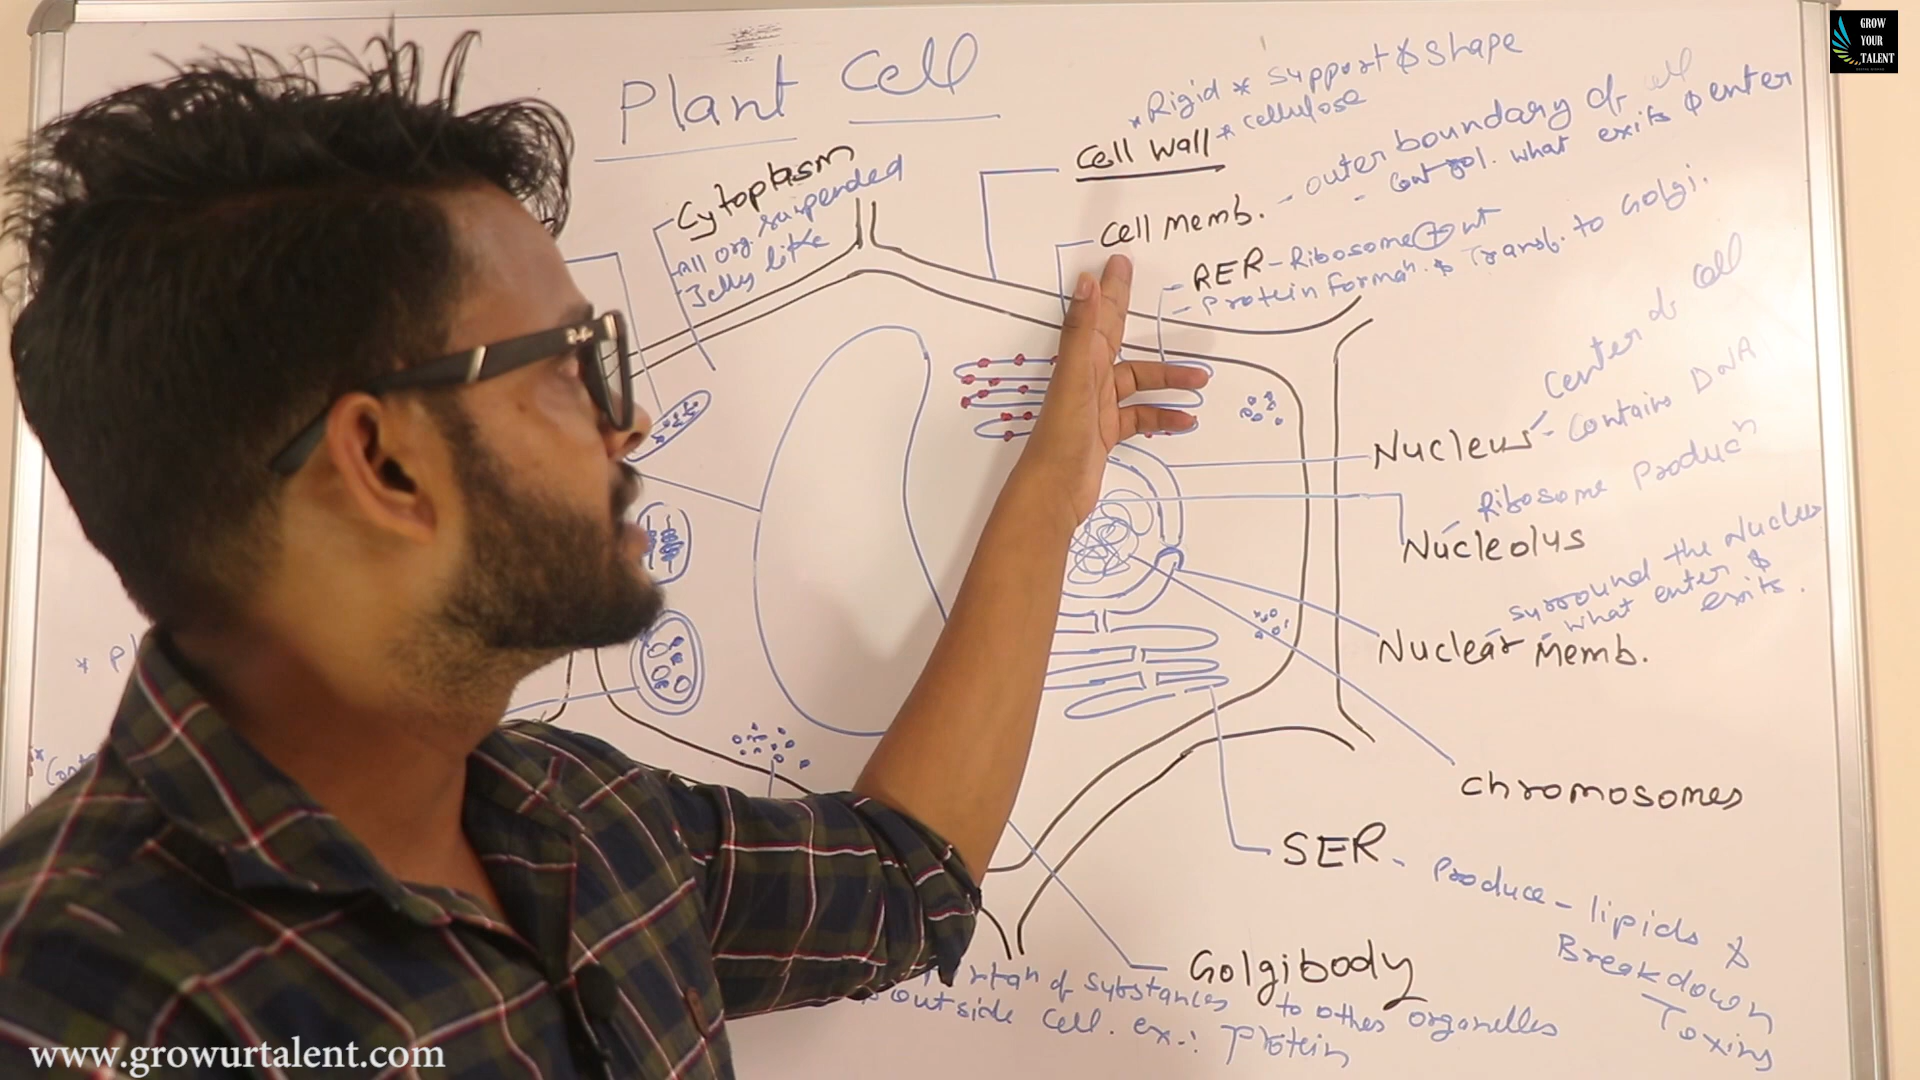 GROW
YOUR
TALENT
Plant Cell
* Rigid * Support & Shape
Cell Wall * Cellulose
Cell Memb. - outer boundary of cell
- control. what exits & enter
Cytoplasm
- All org. suspended
- Jelly like
- RER - Ribosome
- Protein Formaⁿ. & Transf. to Golgi.
Nucleus - Center of cell
- Contains DNA
- Ribosome Producⁿ
Nucleolus
- surround the Nucleus
- what enter &
exits.
Nuclear Memb.
Chromosomes
SER - Produce - lipids &
Breakdown
Toxins
Golgibody
of substances to other organelles
outside cell. ex.: Protein
www.growurtalent.com